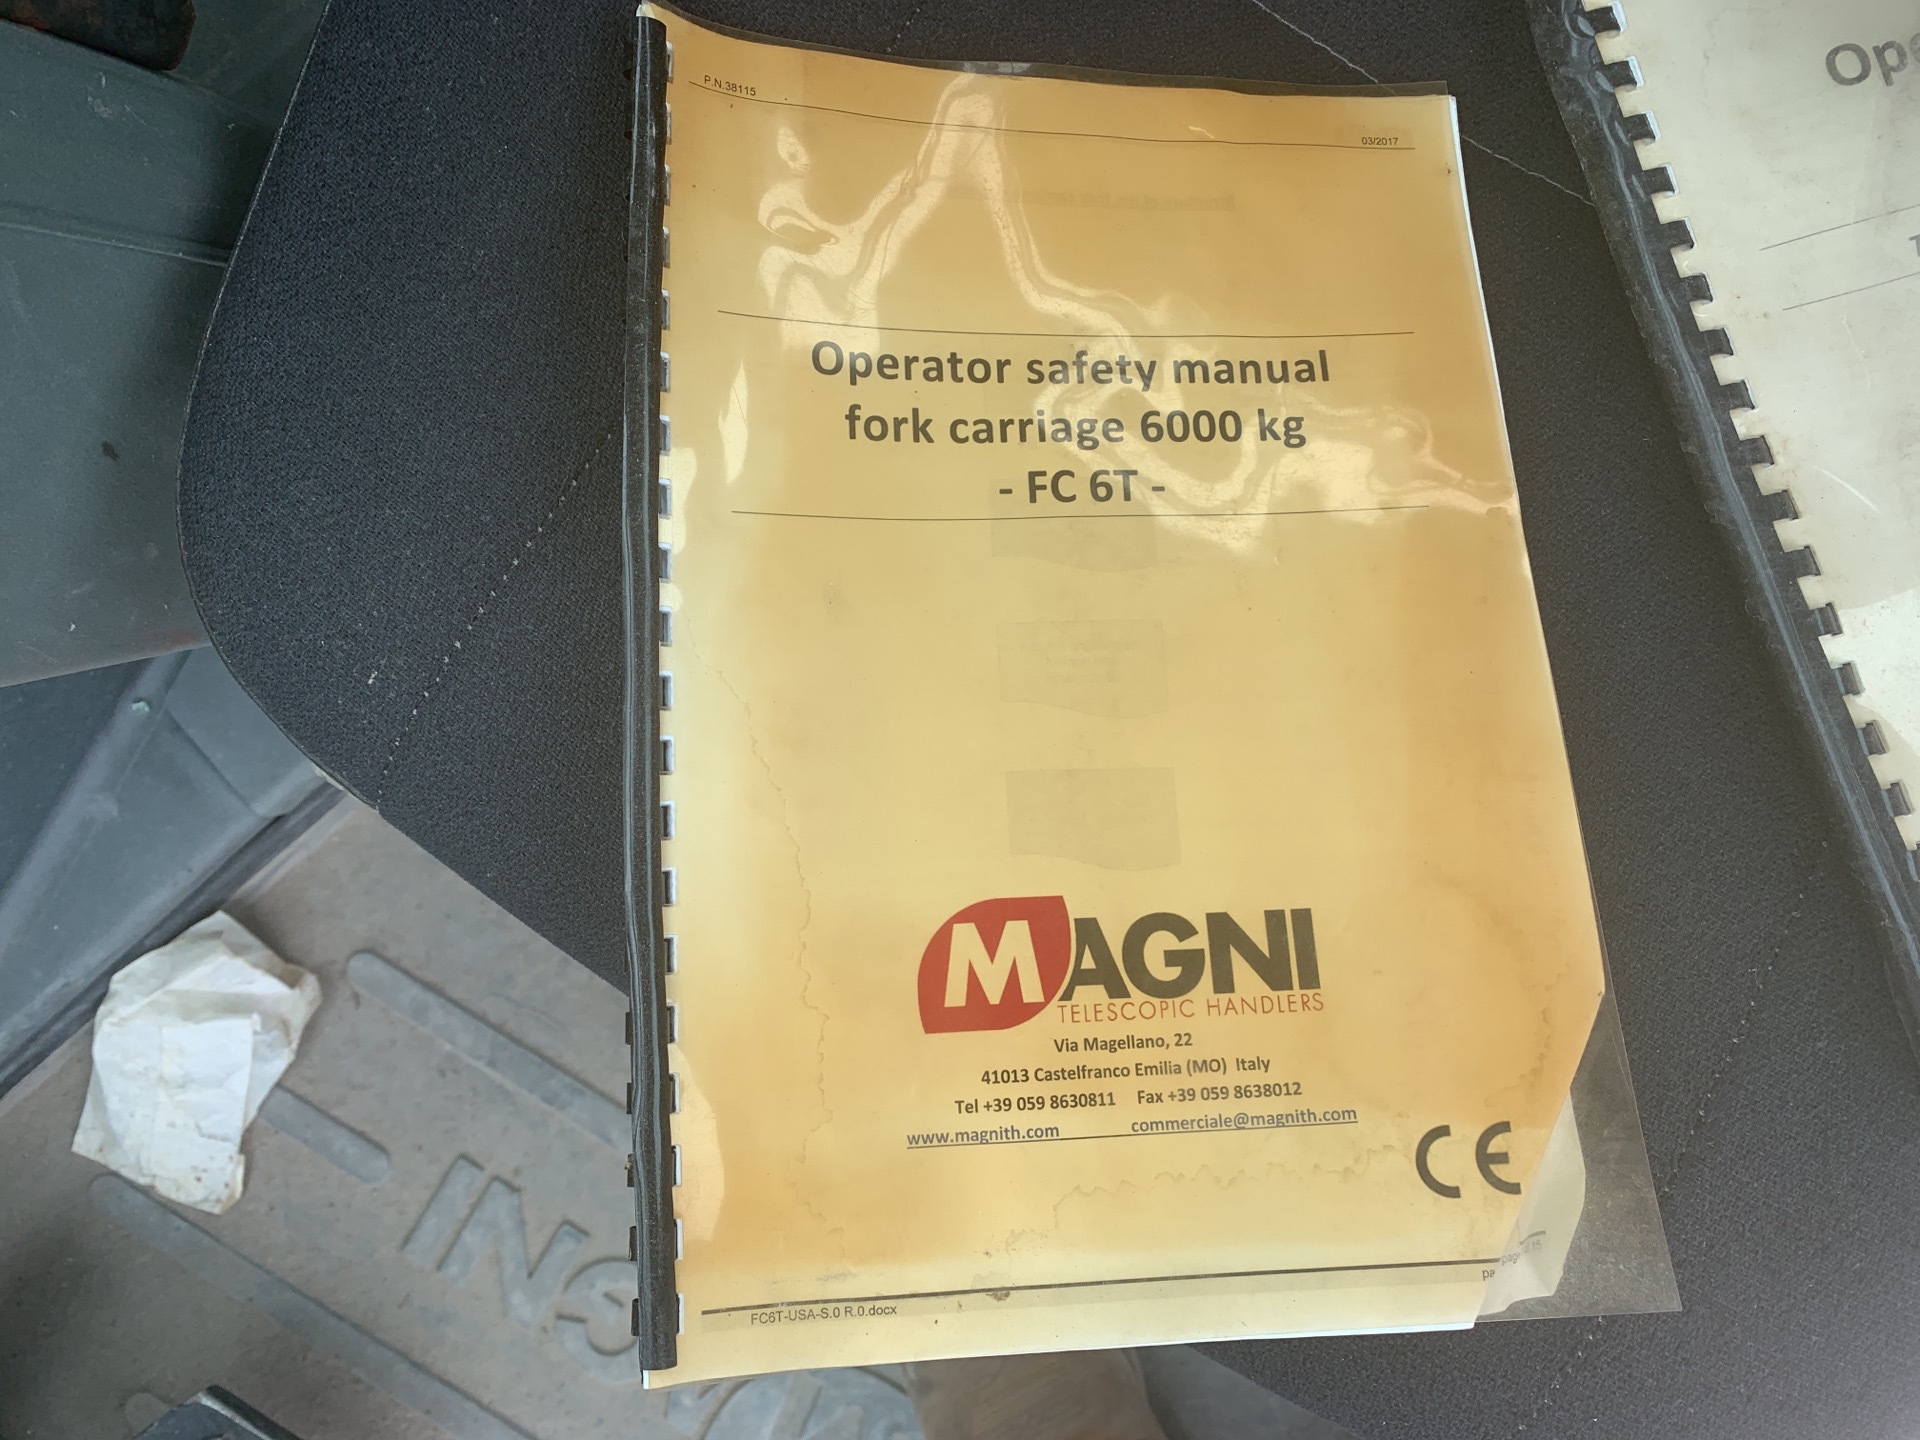 P.N.38115
03/2017
Operator safety manual
fork carriage 6000 kg
- FC 6T -
MAGNI
TELESCOPIC HANDLERS
Via Magellano, 22
41013 Castelfranco Emilia (MO) Italy
Tel +39 059 8630811 Fax +39 059 8638012
www.magnith.com commerciale@magnith.com
CE
FC6T-USA-S.0 R.0.docx
Ope
MAGNI